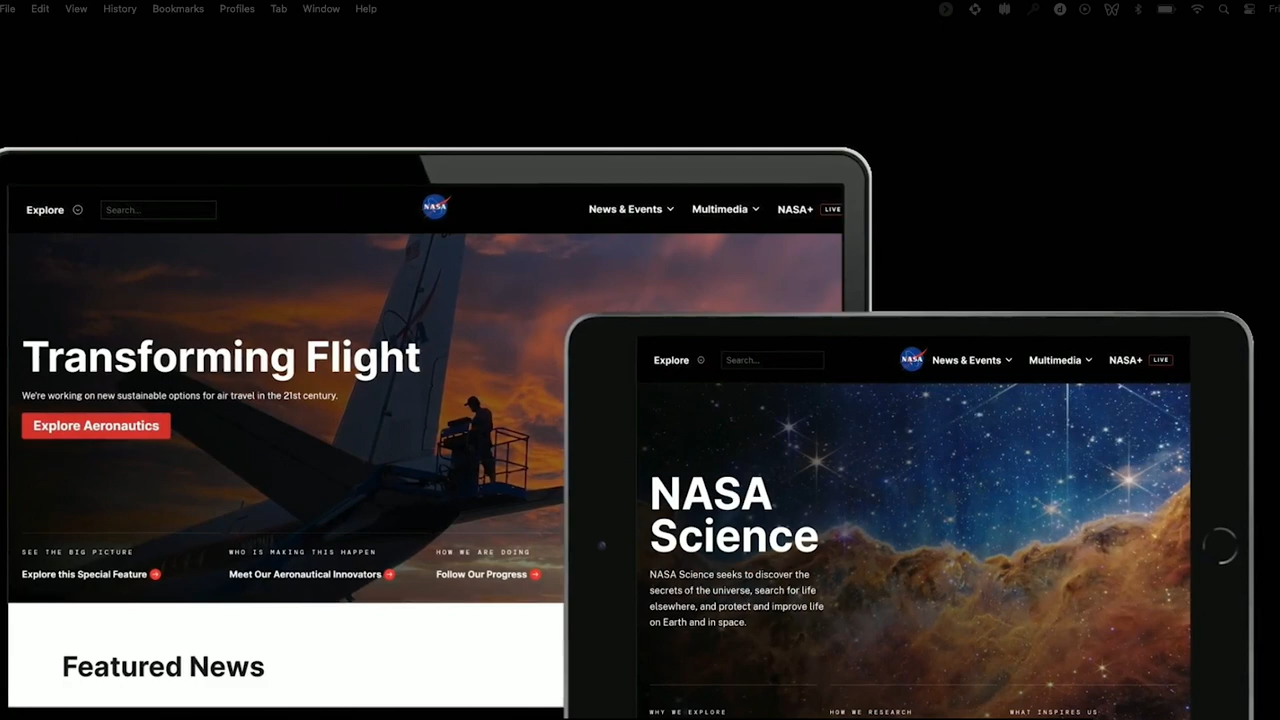 File Edit View History Bookmarks Profiles Tab Window Help
Explore Search... NASA News & Events Multimedia NASA+ LIVE
Transforming Flight
We're working on new sustainable options for air travel in the 21st century.
Explore Aeronautics
SEE THE BIG PICTURE WHO IS MAKING THIS HAPPEN HOW WE ARE DOING
Explore this Special Feature Meet Our Aeronautical Innovators Follow Our Progress
Featured News
Explore Search... NASA News & Events Multimedia NASA+ LIVE
NASA
Science
NASA Science seeks to discover the
secrets of the universe, search for life
elsewhere, and protect and improve life
on Earth and in space.
WHY WE EXPLORE HOW WE RESEARCH WHAT INSPIRES US